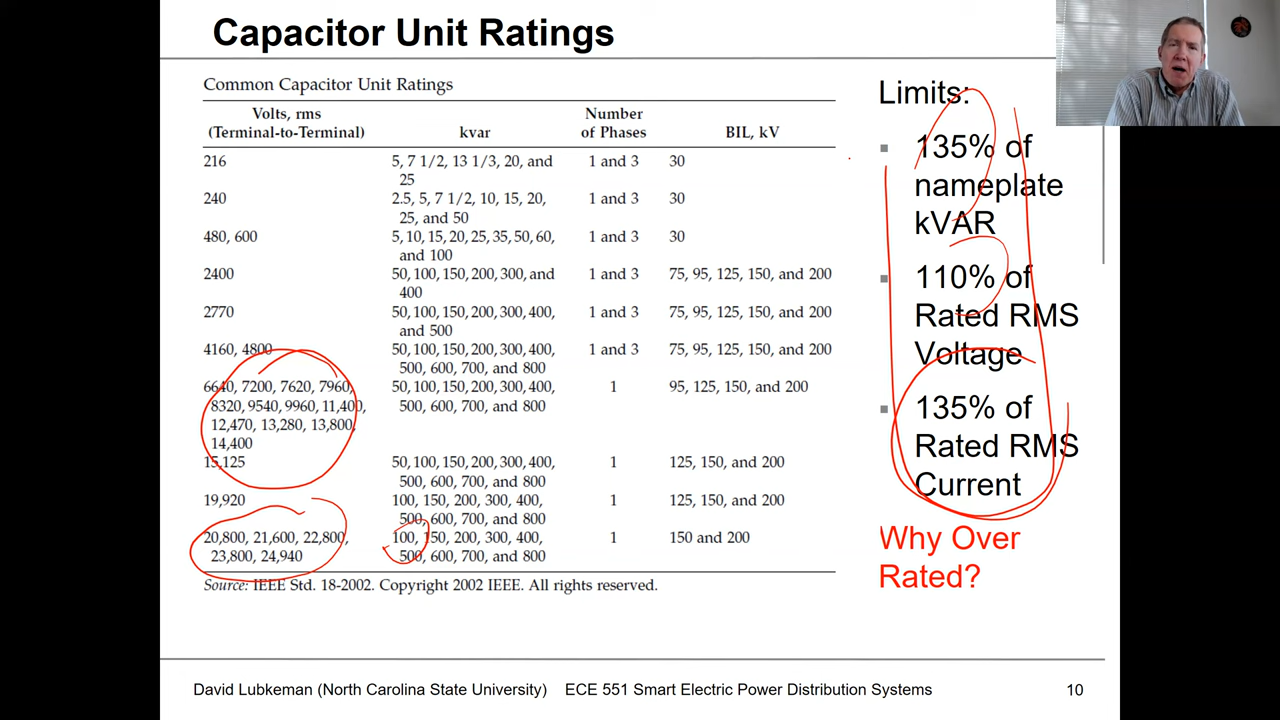 Capacitor Unit Ratings
Common Capacitor Unit Ratings
Volts, rms
(Terminal-to-Terminal) kvar Number
of Phases BIL, kV
216 5, 7 1/2, 13 1/3, 20, and
25 1 and 3 30
240 2.5, 5, 7 1/2, 10, 15, 20,
25, and 50 1 and 3 30
480, 600 5, 10, 15, 20, 25, 35, 50, 60,
and 100 1 and 3 30
2400 50, 100, 150, 200, 300, and
400 1 and 3 75, 95, 125, 150, and 200
2770 50, 100, 150, 200, 300, 400,
and 500 1 and 3 75, 95, 125, 150, and 200
4160, 4800 50, 100, 150, 200, 300, 400,
500, 600, 700, and 800 1 and 3 75, 95, 125, 150, and 200
6640, 7200, 7620, 7960,
8320, 9540, 9960, 11,400,
12,470, 13,280, 13,800,
14,400 50, 100, 150, 200, 300, 400,
500, 600, 700, and 800 1 95, 125, 150, and 200
15,125 50, 100, 150, 200, 300, 400,
500, 600, 700, and 800 1 125, 150, and 200
19,920 100, 150, 200, 300, 400,
500, 600, 700, and 800 1 125, 150, and 200
20,800, 21,600, 22,800,
23,800, 24,940 100, 150, 200, 300, 400,
500, 600, 700, and 800 1 150 and 200
Source: IEEE Std. 18-2002. Copyright 2002 IEEE. All rights reserved.
Limits:
135% of
nameplate
kVAR
110% of
Rated RMS
Voltage
135% of
Rated RMS
Current
Why Over
Rated?
David Lubkeman (North Carolina State University) ECE 551 Smart Electric Power Distribution Systems 10